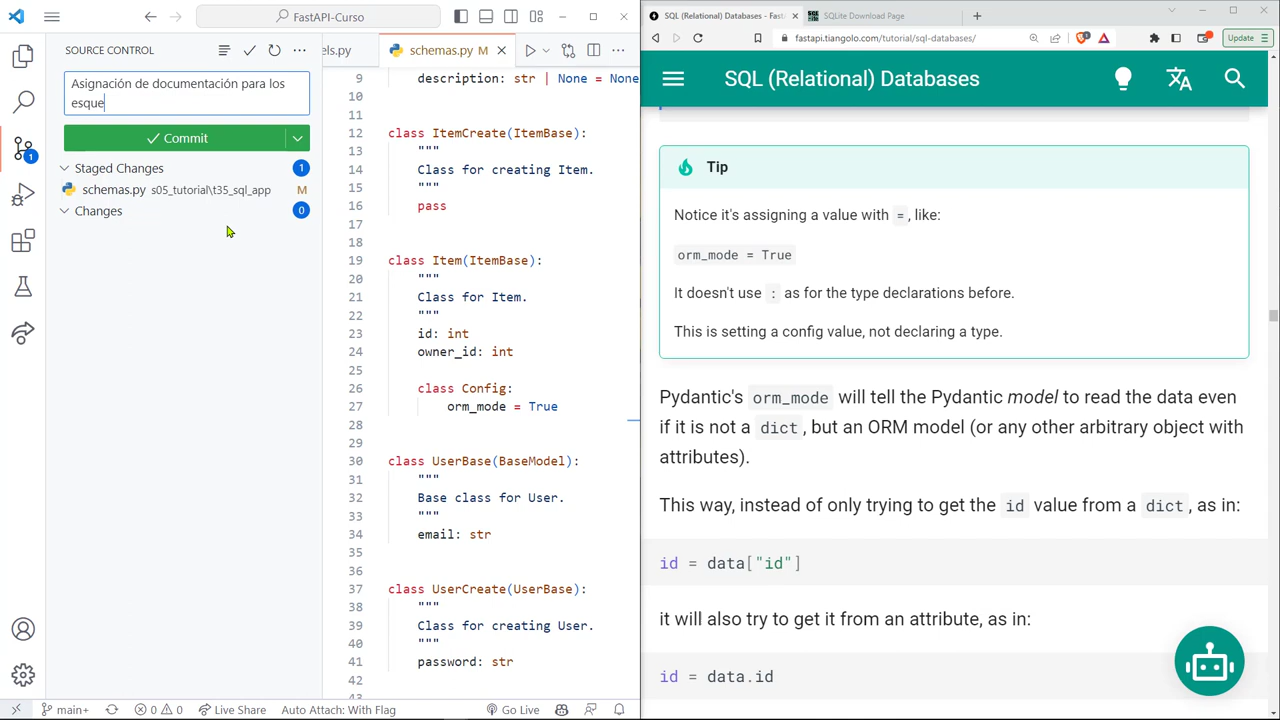 FastAPI-Curso
SOURCE CONTROL
Asignación de documentación para los
esque
Commit
Staged Changes
1
schemas.py s05_tutorial\t35_sql_app
M
Changes
0
1
main+
0
0
Live Share
Auto Attach: With Flag
Go Live
els.py
schemas.py M
9 description: str | None = None
10
11
12 class ItemCreate(ItemBase):
13 """
14 Class for creating Item.
15 """
16 pass
17
18
19 class Item(ItemBase):
20 """
21 Class for Item.
22 """
23 id: int
24 owner_id: int
25
26 class Config:
27 orm_mode = True
28
29
30 class UserBase(BaseModel):
31 """
32 Base class for User.
33 """
34 email: str
35
36
37 class UserCreate(UserBase):
38 """
39 Class for creating User.
40 """
41 password: str
42
43
SQL (Relational) Databases - Fast
SQLite Download Page
fastapi.tiangolo.com/tutorial/sql-databases/
Update
SQL (Relational) Databases
Tip
Notice it's assigning a value with =, like:
orm_mode = True
It doesn't use : as for the type declarations before.
This is setting a config value, not declaring a type.
Pydantic's orm_mode will tell the Pydantic model to read the data even
if it is not a dict, but an ORM model (or any other arbitrary object with
attributes).
This way, instead of only trying to get the id value from a dict, as in:
id = data["id"]
it will also try to get it from an attribute, as in:
id = data.id